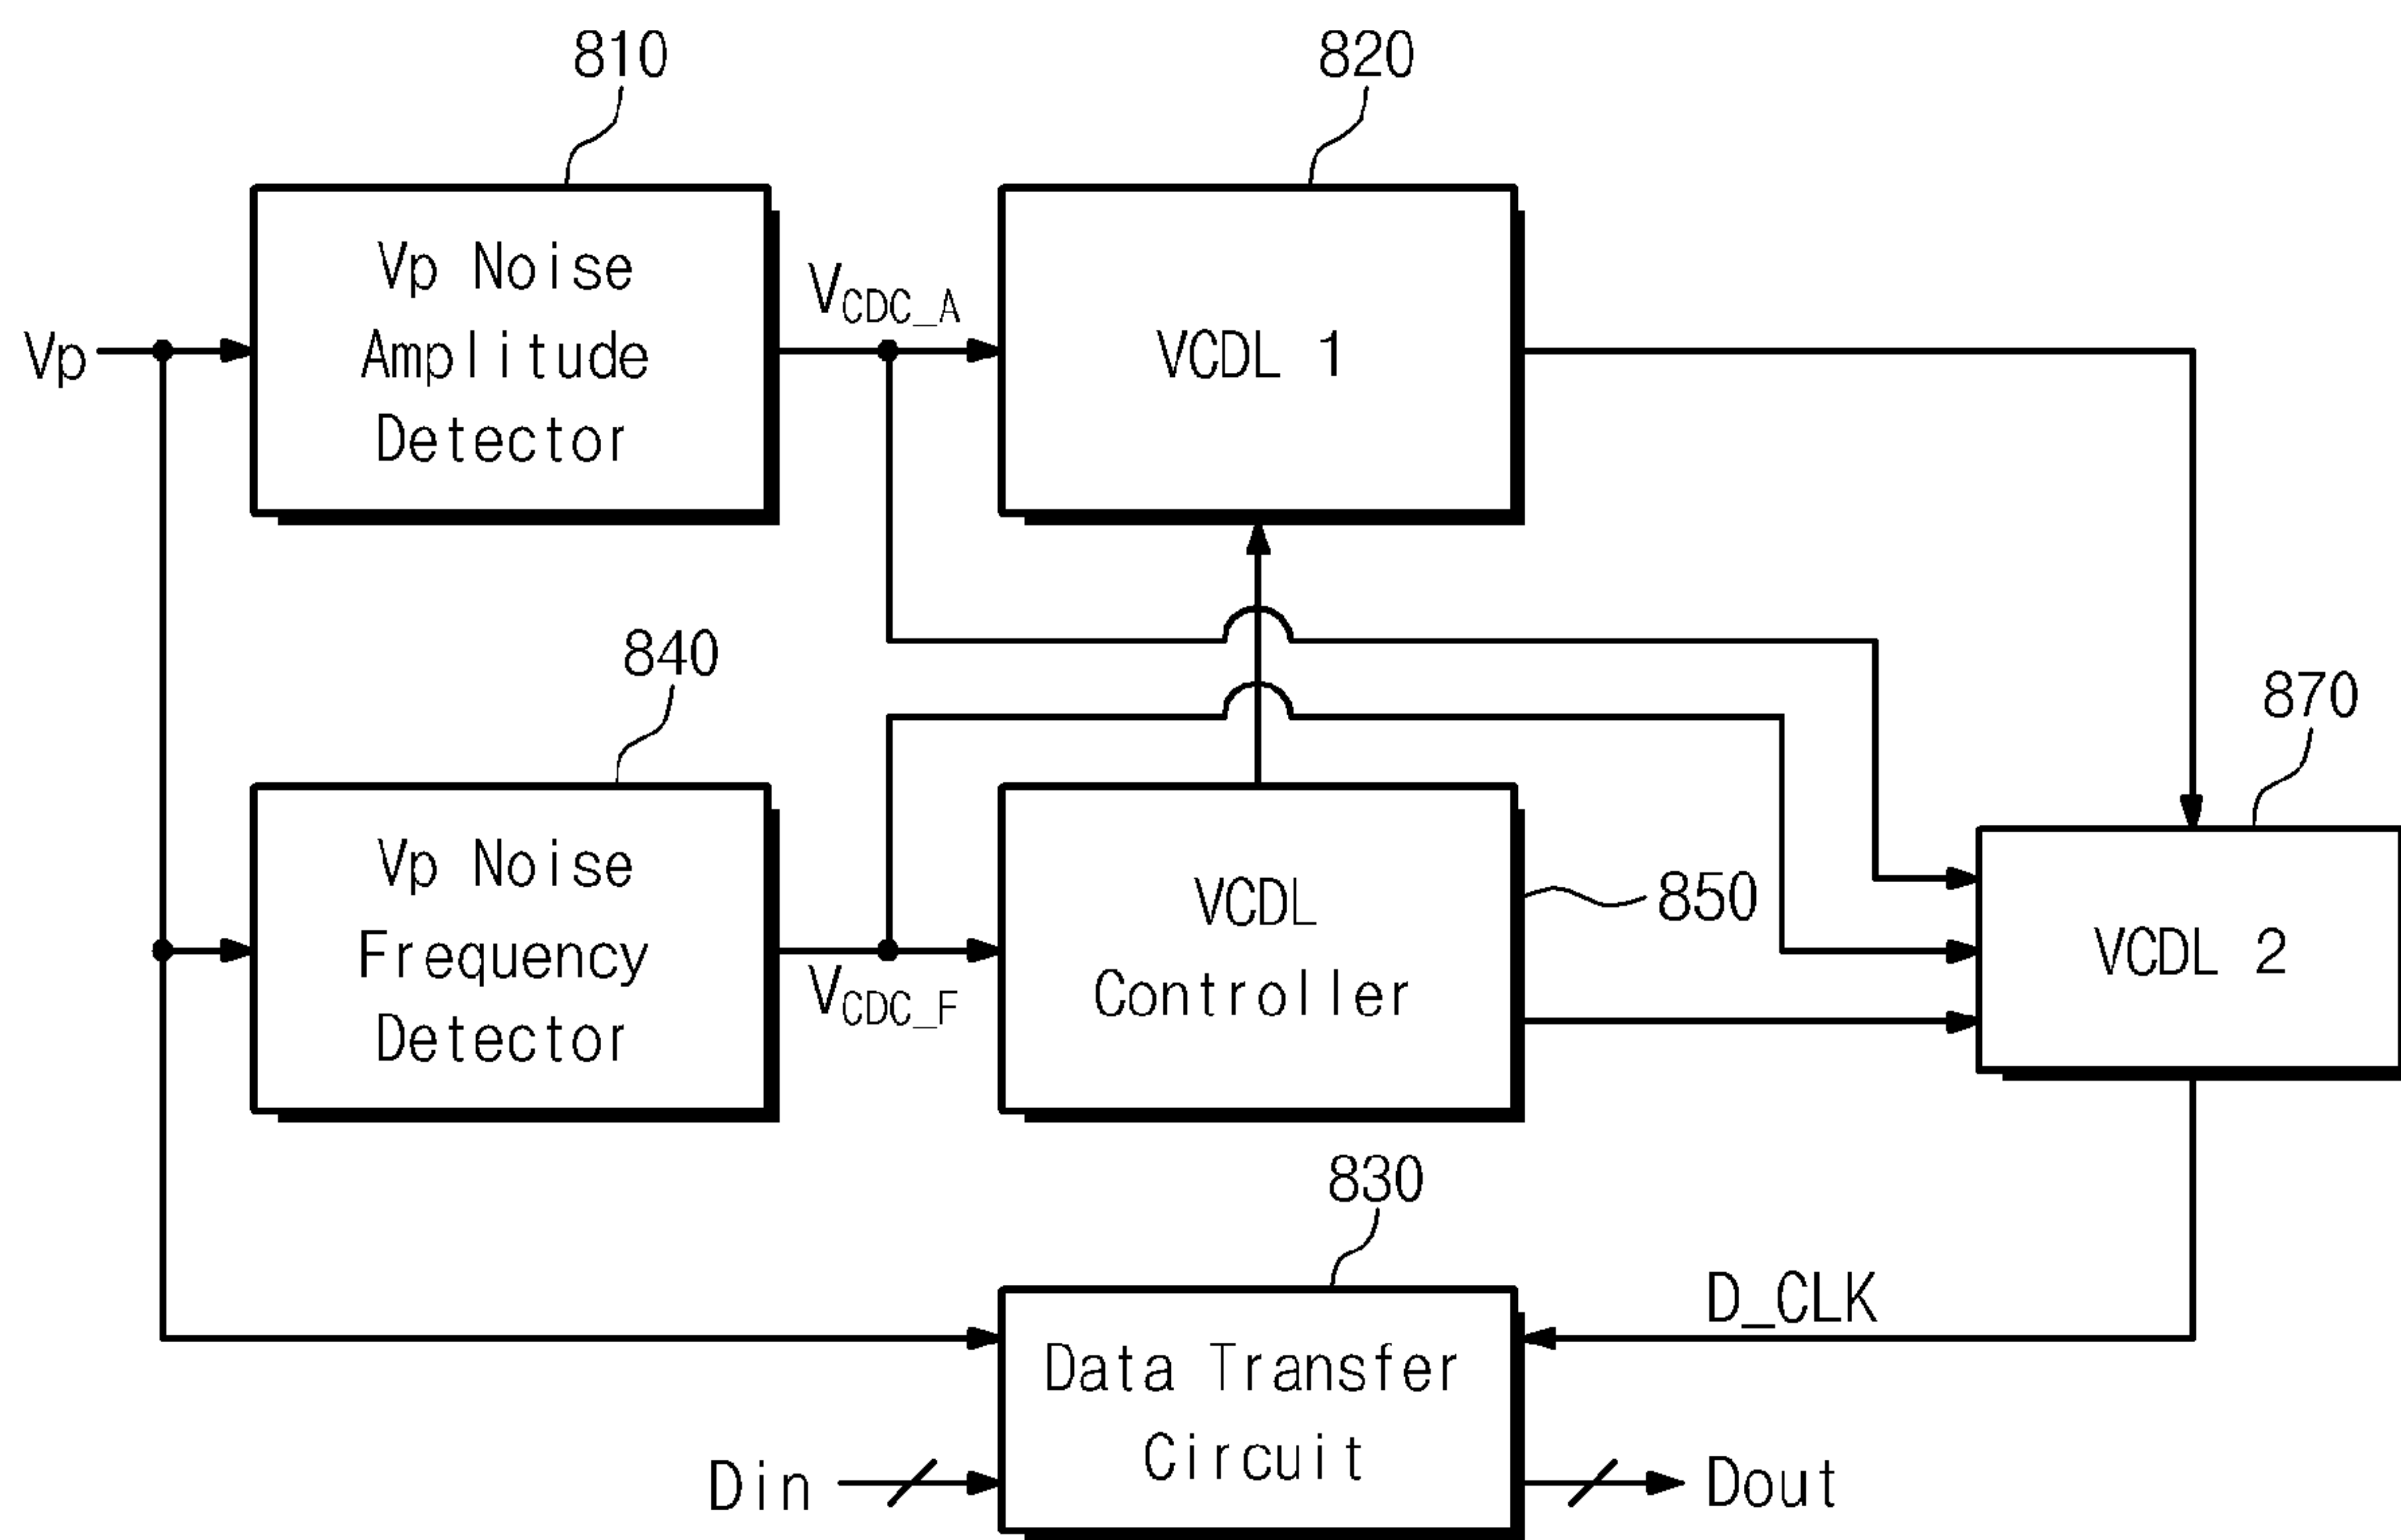 810
820
Vp Noise
Amplitude
Detector
VCDC_A
VCDL 1
Vp
840
870
Vp Noise
Frequency
Detector
VCDC_F
VCDL
Controller
850
VCDL 2
830
D_CLK
Data Transfer
Circuit
Din
Dout